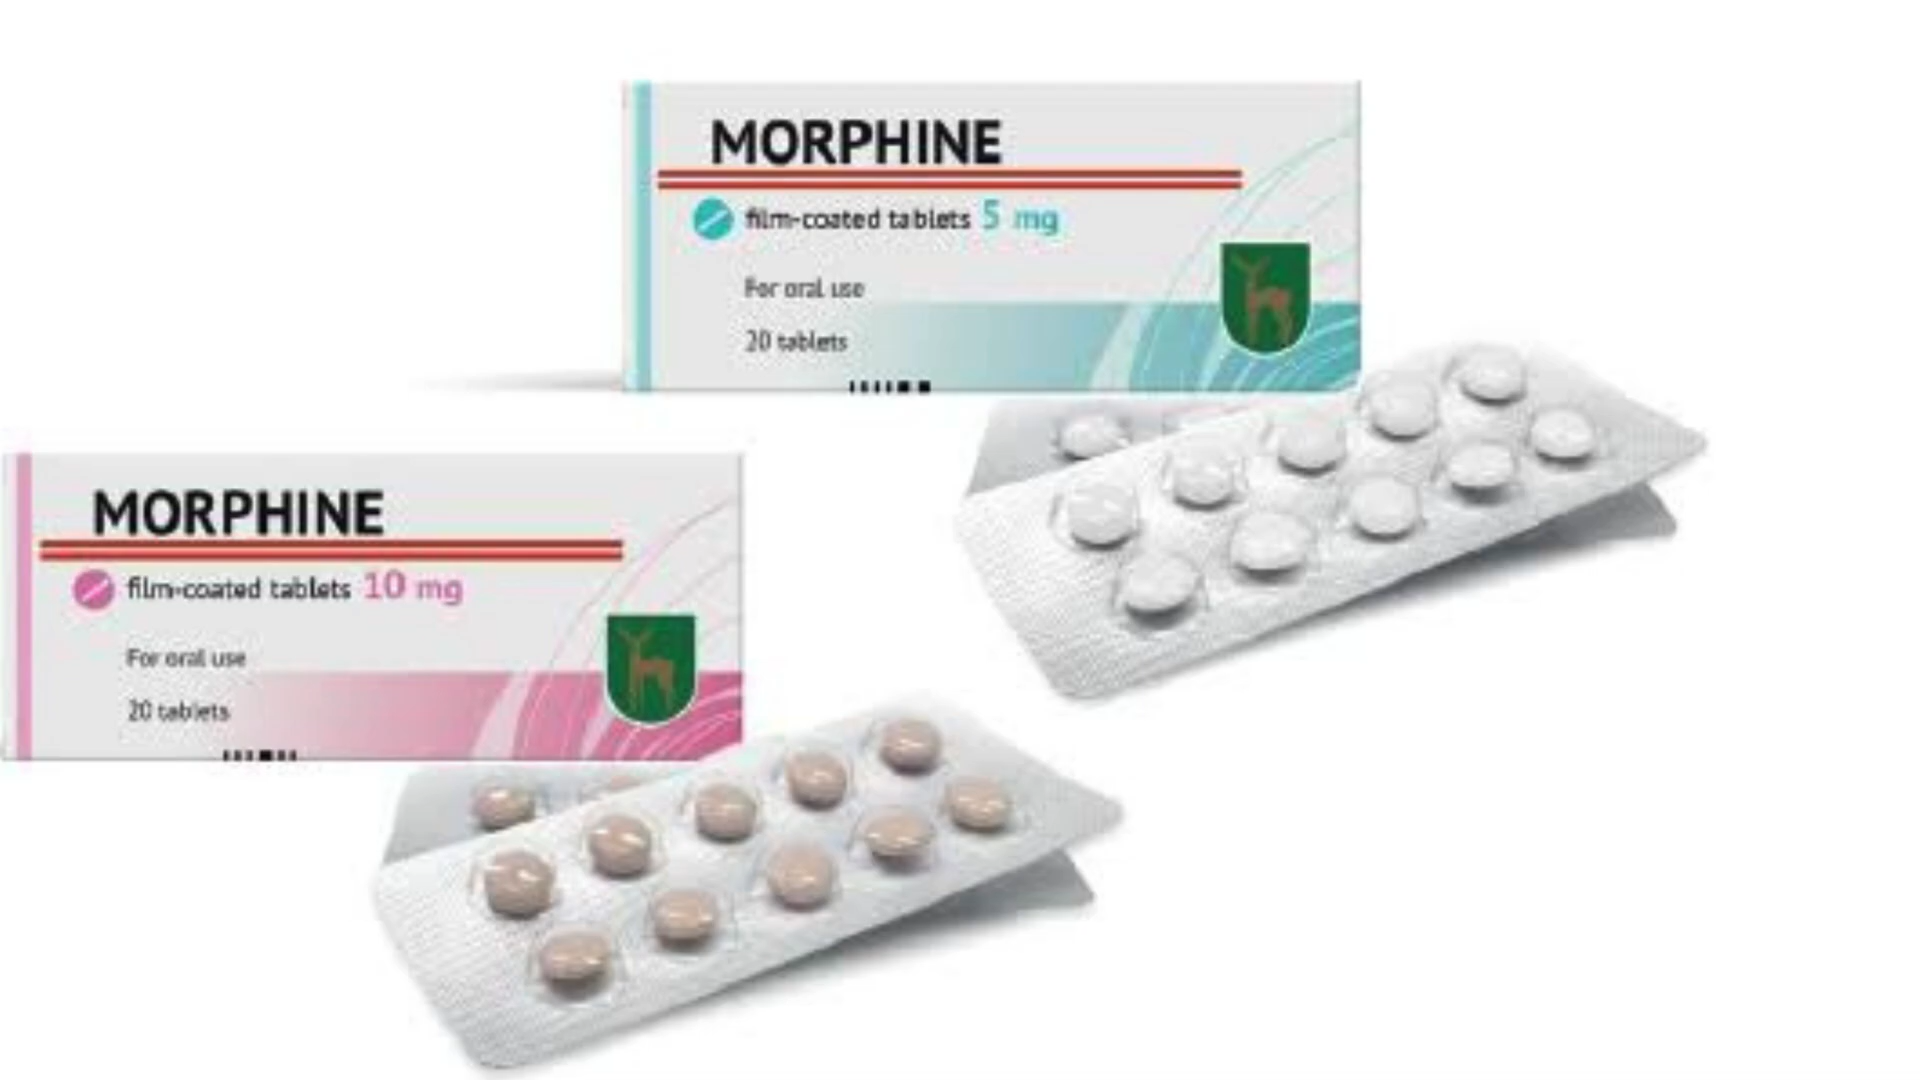 MORPHINE
film-coated tablets 5 mg
For oral use
20 tablets
MORPHINE
film-coated tablets 10 mg
For oral use
20 tablets